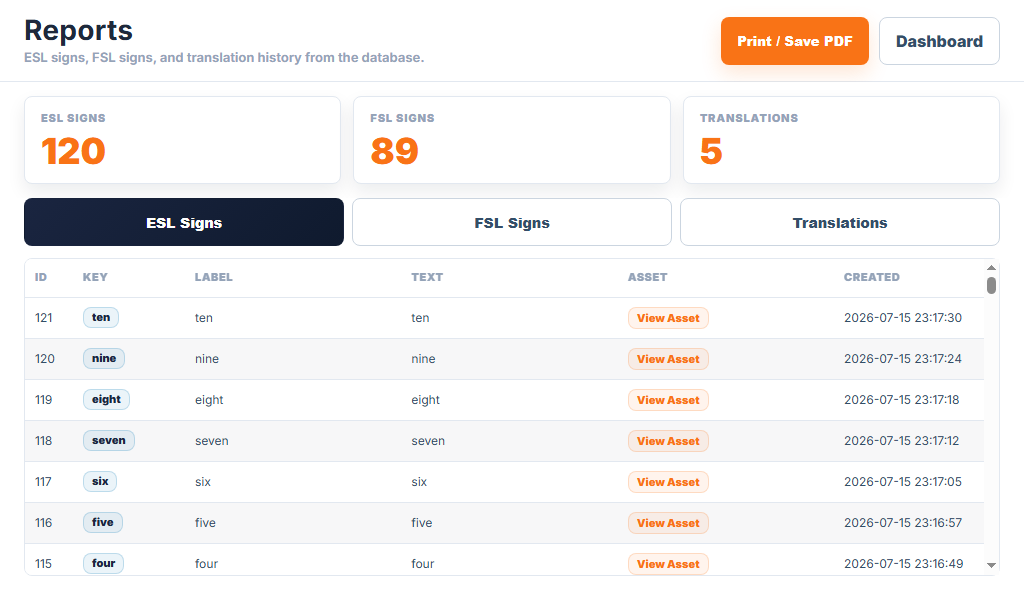 Reports
ESL signs, FSL signs, and translation history from the database.
Print / Save PDF
Dashboard
ESL SIGNS
120
FSL SIGNS
89
TRANSLATIONS
5
ESL Signs
FSL Signs
Translations
ID KEY LABEL TEXT ASSET CREATED
121 ten ten ten View Asset 2026-07-15 23:17:30
120 nine nine nine View Asset 2026-07-15 23:17:24
119 eight eight eight View Asset 2026-07-15 23:17:18
118 seven seven seven View Asset 2026-07-15 23:17:12
117 six six six View Asset 2026-07-15 23:17:05
116 five five five View Asset 2026-07-15 23:16:57
115 four four four View Asset 2026-07-15 23:16:49